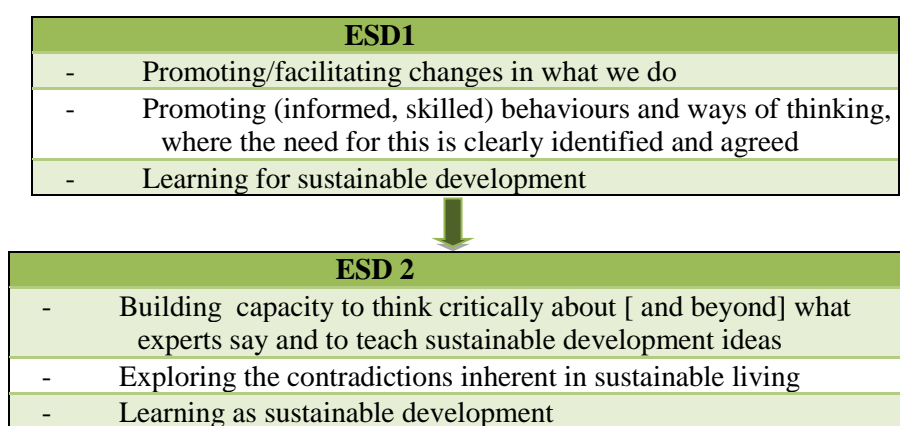 ESD1
- Promoting/facilitating changes in what we do
- Promoting (informed, skilled) behaviours and ways of thinking,
where the need for this is clearly identified and agreed
- Learning for sustainable development
ESD 2
- Building capacity to think critically about [ and beyond] what
experts say and to teach sustainable development ideas
- Exploring the contradictions inherent in sustainable living
- Learning as sustainable development